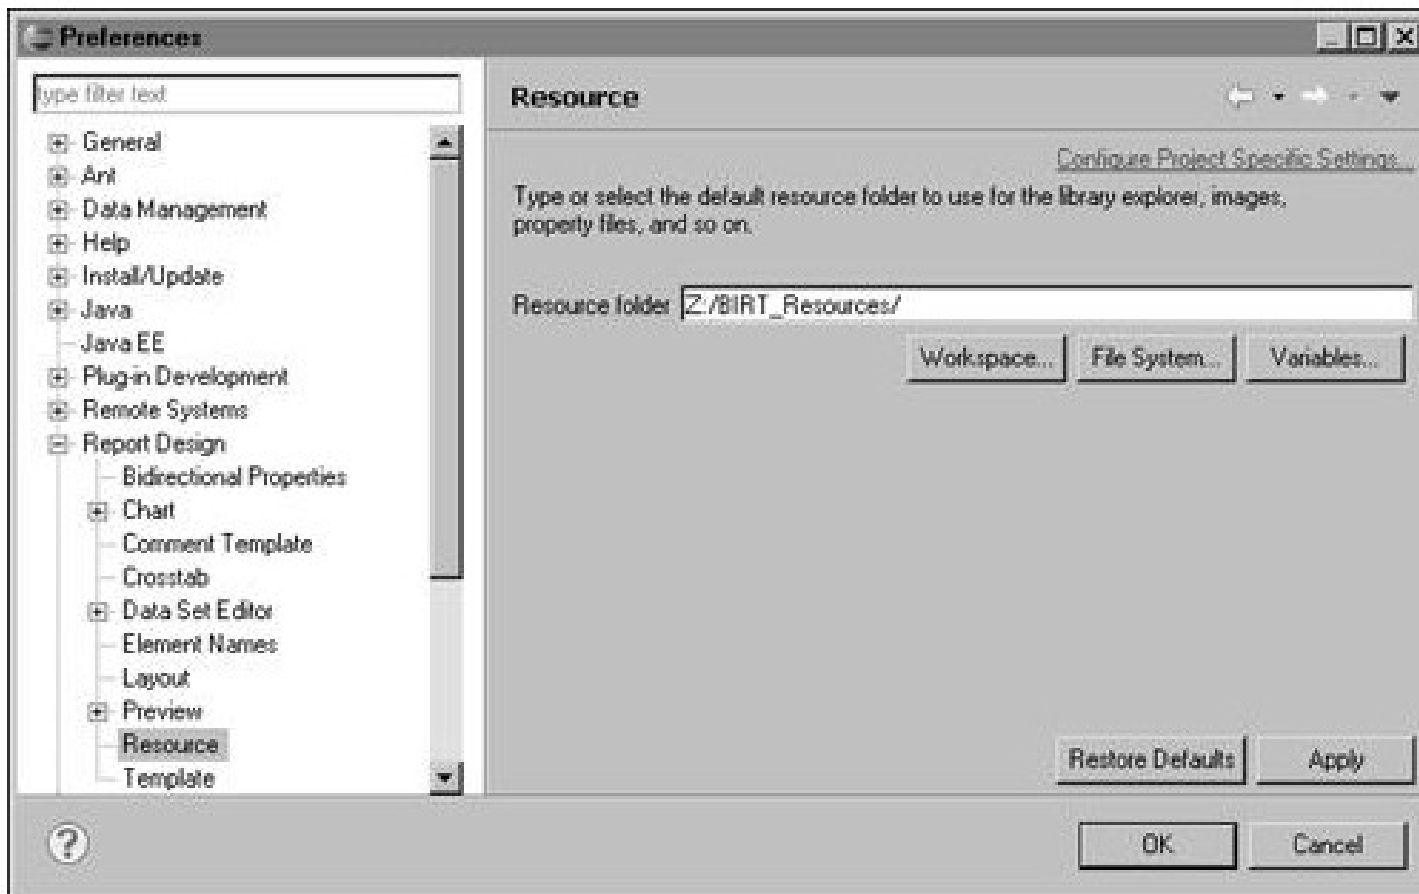 Preferences
type filter text
General
Ant
Data Management
Help
Install/Update
Java
Java EE
Plug-in Development
Remote Systems
Report Design
Bidirectional Properties
Chart
Comment Template
Crosstab
Data Set Editor
Element Names
Layout
Preview
Resource
Template
Resource
Configure Project Specific Settings...
Type or select the default resource folder to use for the library explorer, images,
property files, and so on.
Resource folder Z:/BIRT_Resources/
Workspace... File System... Variables...
Restore Defaults Apply
? OK Cancel